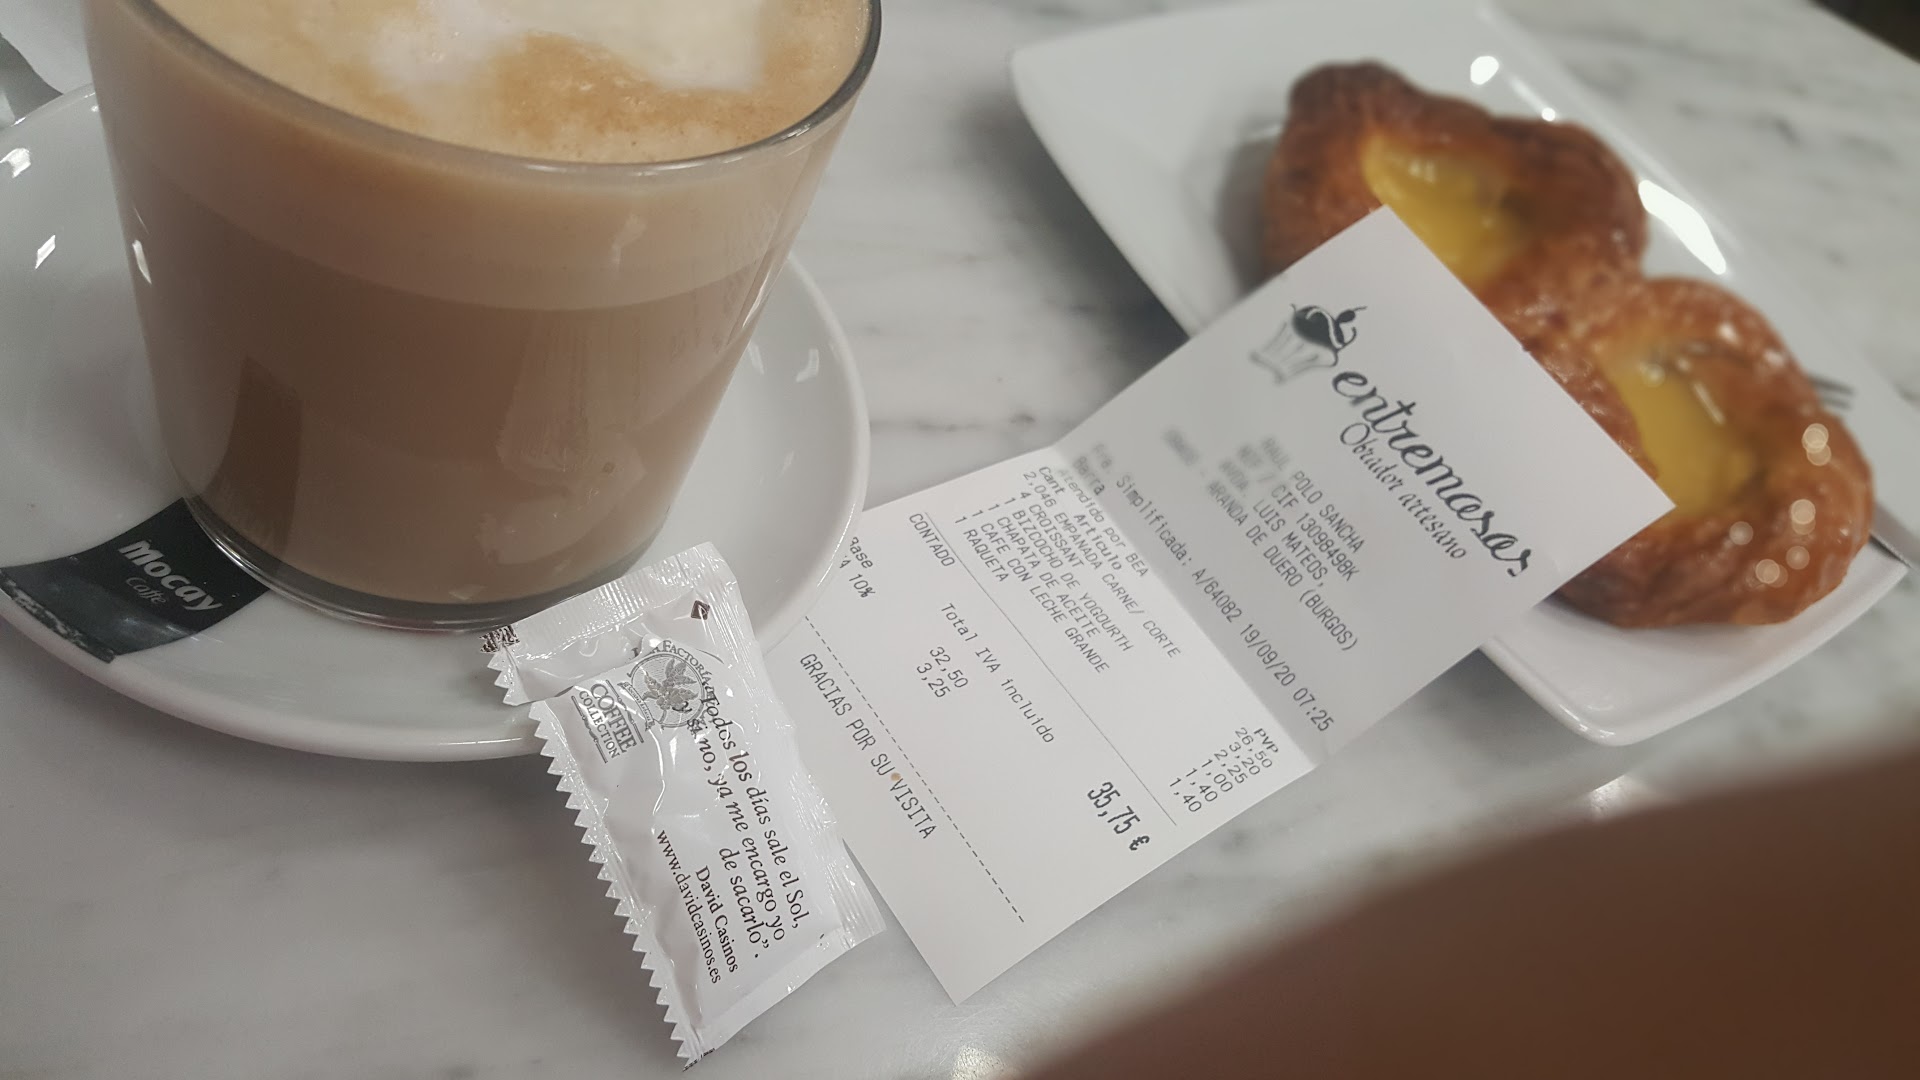 entremasas
Obrador artesano
RAUL POLO SANCHA
NIF / CIF 13098498K
AVDA. LUIS MATEOS,
- ARANDA DE DUERO (BURGOS)
Fra. Simplificada: A/64082 19/09/20 07:25
Barra
Atendido por BEA
Cant Artículo PVP
2,046 EMPANADA CARNE/ CORTE 26,50
4 CROISSANT 3,20
1 BIZCOCHO DE YOGOURTH 2,25
1 CHAPATA DE ACEITE 1,00
1 CAFE CON LECHE GRANDE 1,40
1 RAQUETA 1,40
CONTADO
Total IVA incluido 35,75 €
Base 32,50
10% 3,25
GRACIAS POR SU VISITA
mocay
Caffè
FACTORÍA
COFFEE
COLLECTION
Todos los días sale el Sol,
y si no, ya me encargo yo
de sacarlo”.
David Casinos
www.davidcasinos.es